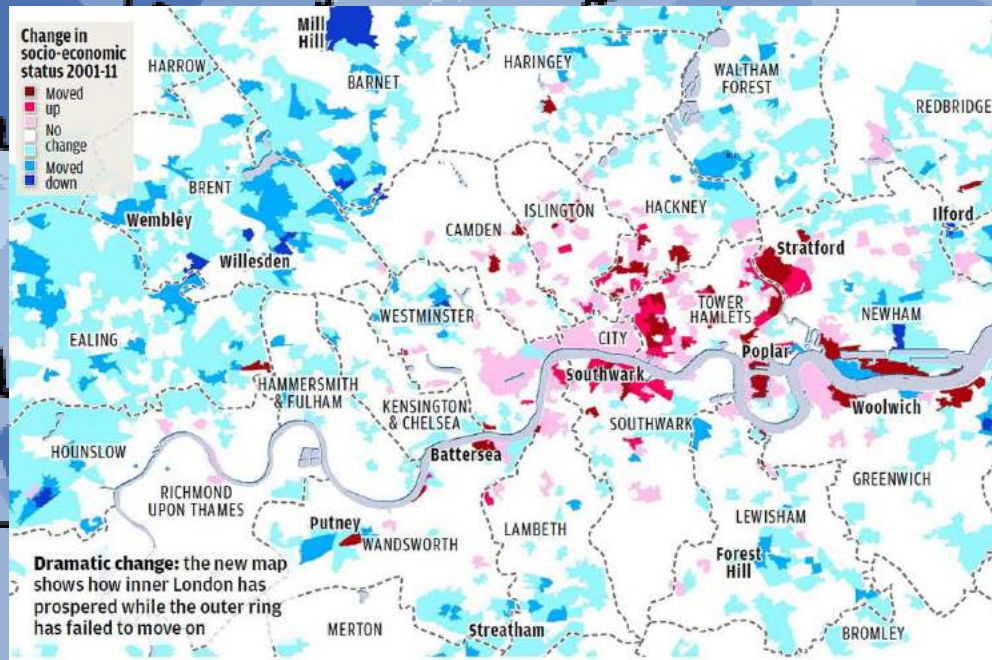 Change in
socio-economic
status 2001-11
Moved
up
No
change
Moved
down
Mill
Hill
HARROW
BARNET
HARINGEY
WALTHAM
FOREST
REDBRIDGE
BRENT
Wembley
Willesden
CAMDEN
ISLINGTON
HACKNEY
Stratford
Ilford
WESTMINSTER
TOWER
HAMLETS
NEWHAM
EALING
CITY
Poplar
HAMMERSMITH
& FULHAM
KENSINGTON
& CHELSEA
Southwark
SOUTHWARK
Woolwich
HOUNSLOW
Battersea
RICHMOND
UPON THAMES
GREENWICH
Putney
WANDSWORTH
LAMBETH
LEWISHAM
Forest
Hill
MERTON
Streatham
BROMLEY
Dramatic change: the new map
shows how inner London has
prospered while the outer ring
has failed to move on